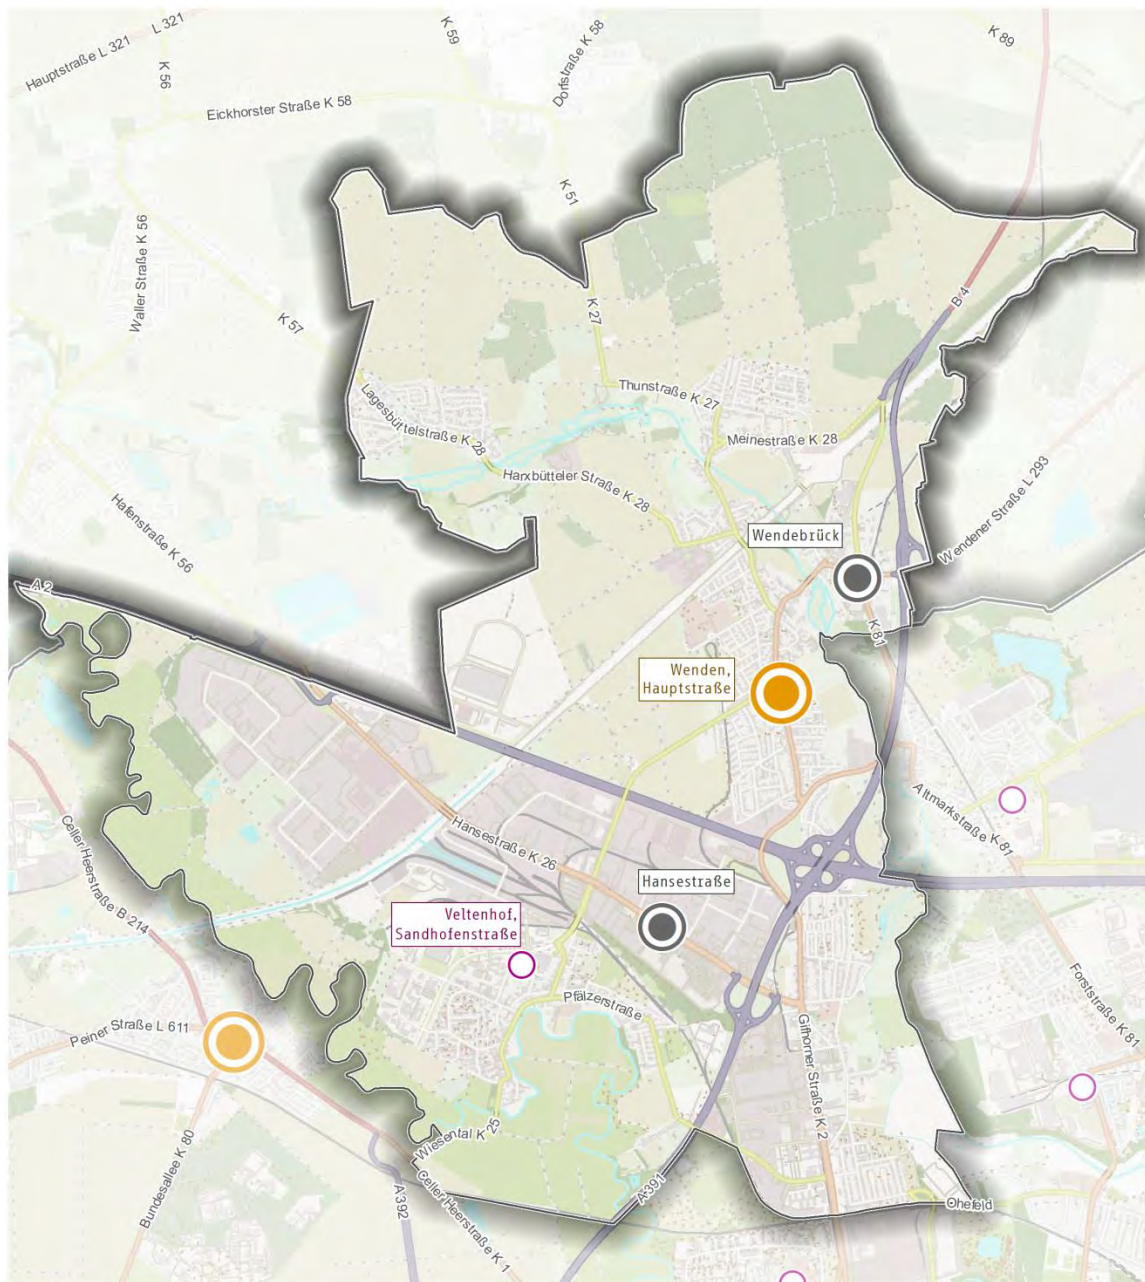 L 321
Hauptstraße L 321
K 59
K 58
Dorfstraße K 58
K 89
K 56
Eickhorster Straße K 58
K 51
Waller Straße K 56
K 57
K 27
B 4
Thunstraße K 27
Lagesbüttelstraße K 28
Meinestraße K 28
Harxbütteler Straße K 28
Wendener Straße L 293
Hafenstraße K 56
Wendebrück
A 2
K 81
Wenden,
Hauptstraße
Altmarkstraße K 81
Hansestraße K 26
Celler Heerstraße B 214
Hansestraße
Veltenhof,
Sandhofenstraße
Pfälzerstraße
Forststraße K 81
Peiner Straße L 611
Gifhorner Straße K 2
Wiesental K 25
Bundesallee K 80
A 392
Celler Heerstraße K 1
A 391
Ohefeld